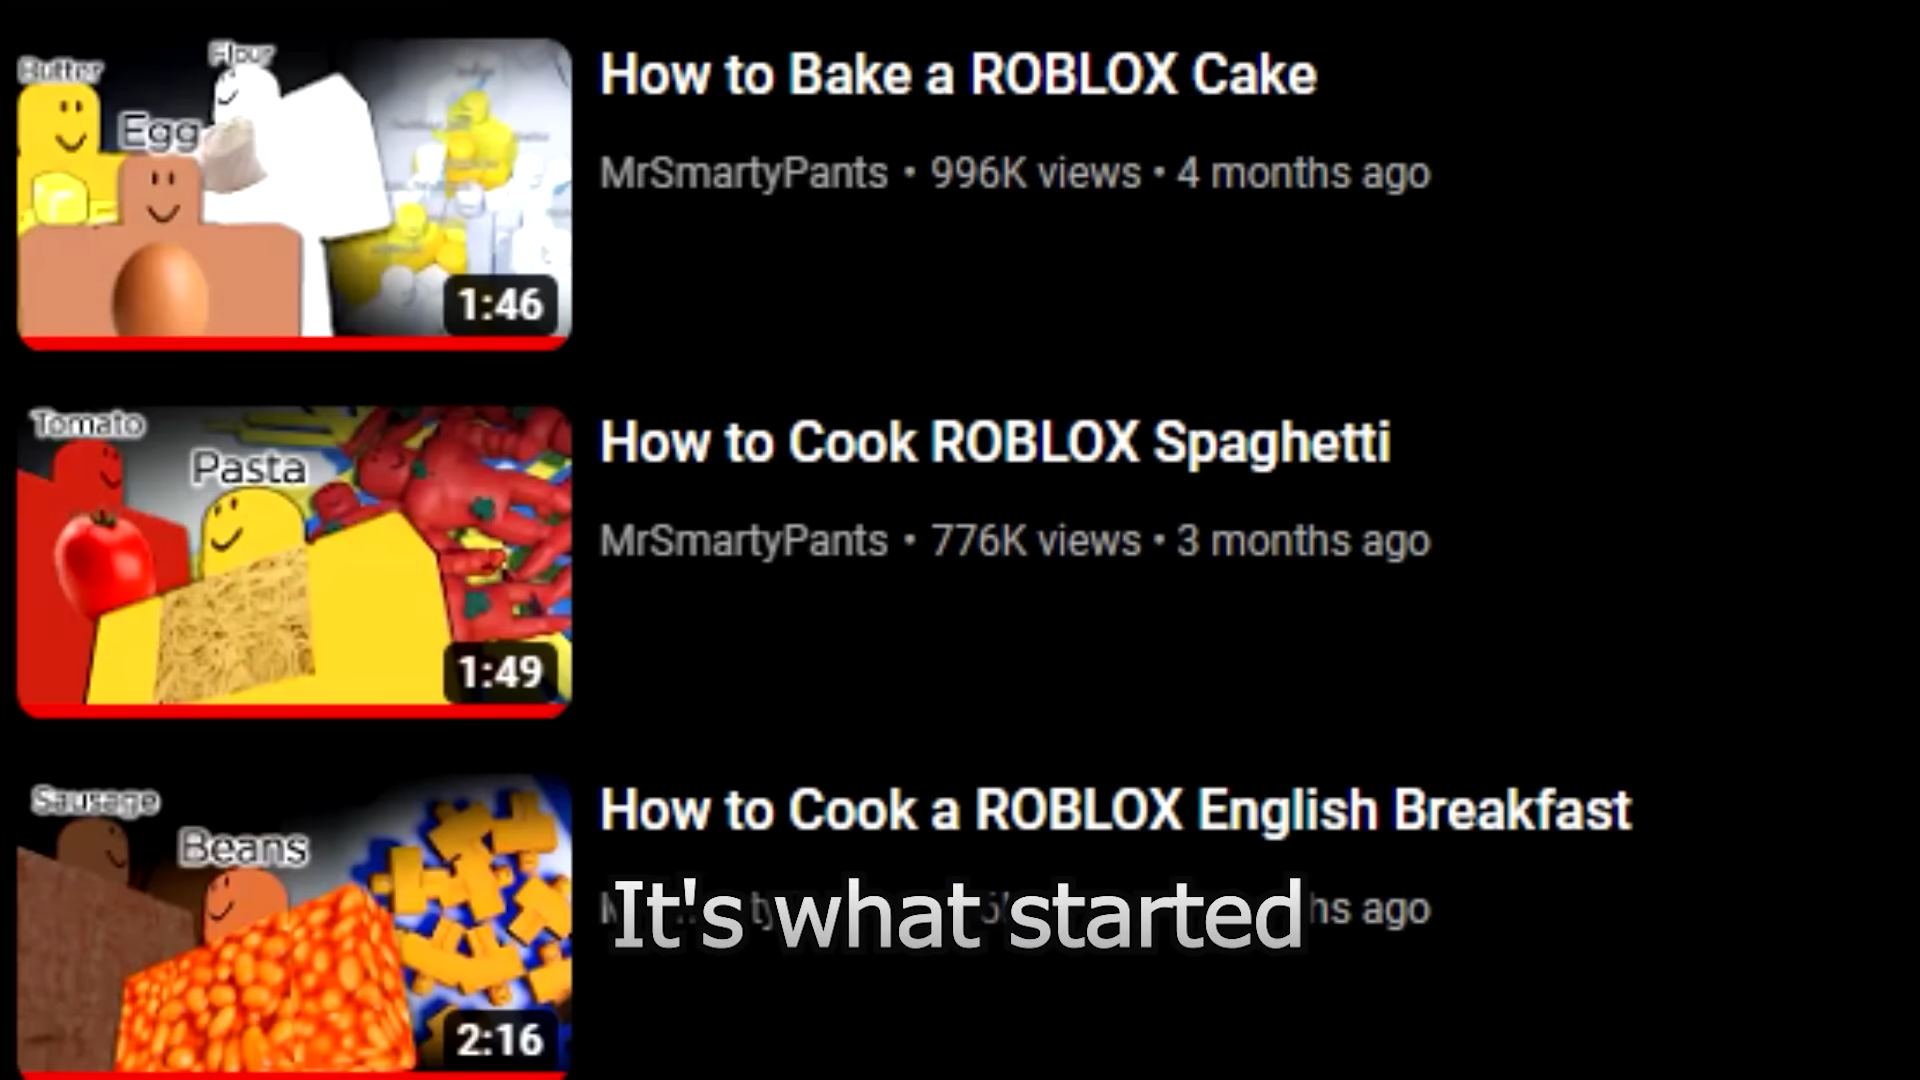 Butter
Flour
Egg
1:46
How to Bake a ROBLOX Cake
MrSmartyPants • 996K views • 4 months ago
Tomato
Pasta
1:49
How to Cook ROBLOX Spaghetti
MrSmartyPants • 776K views • 3 months ago
Sausage
Beans
2:16
How to Cook a ROBLOX English Breakfast
ago
It's what started